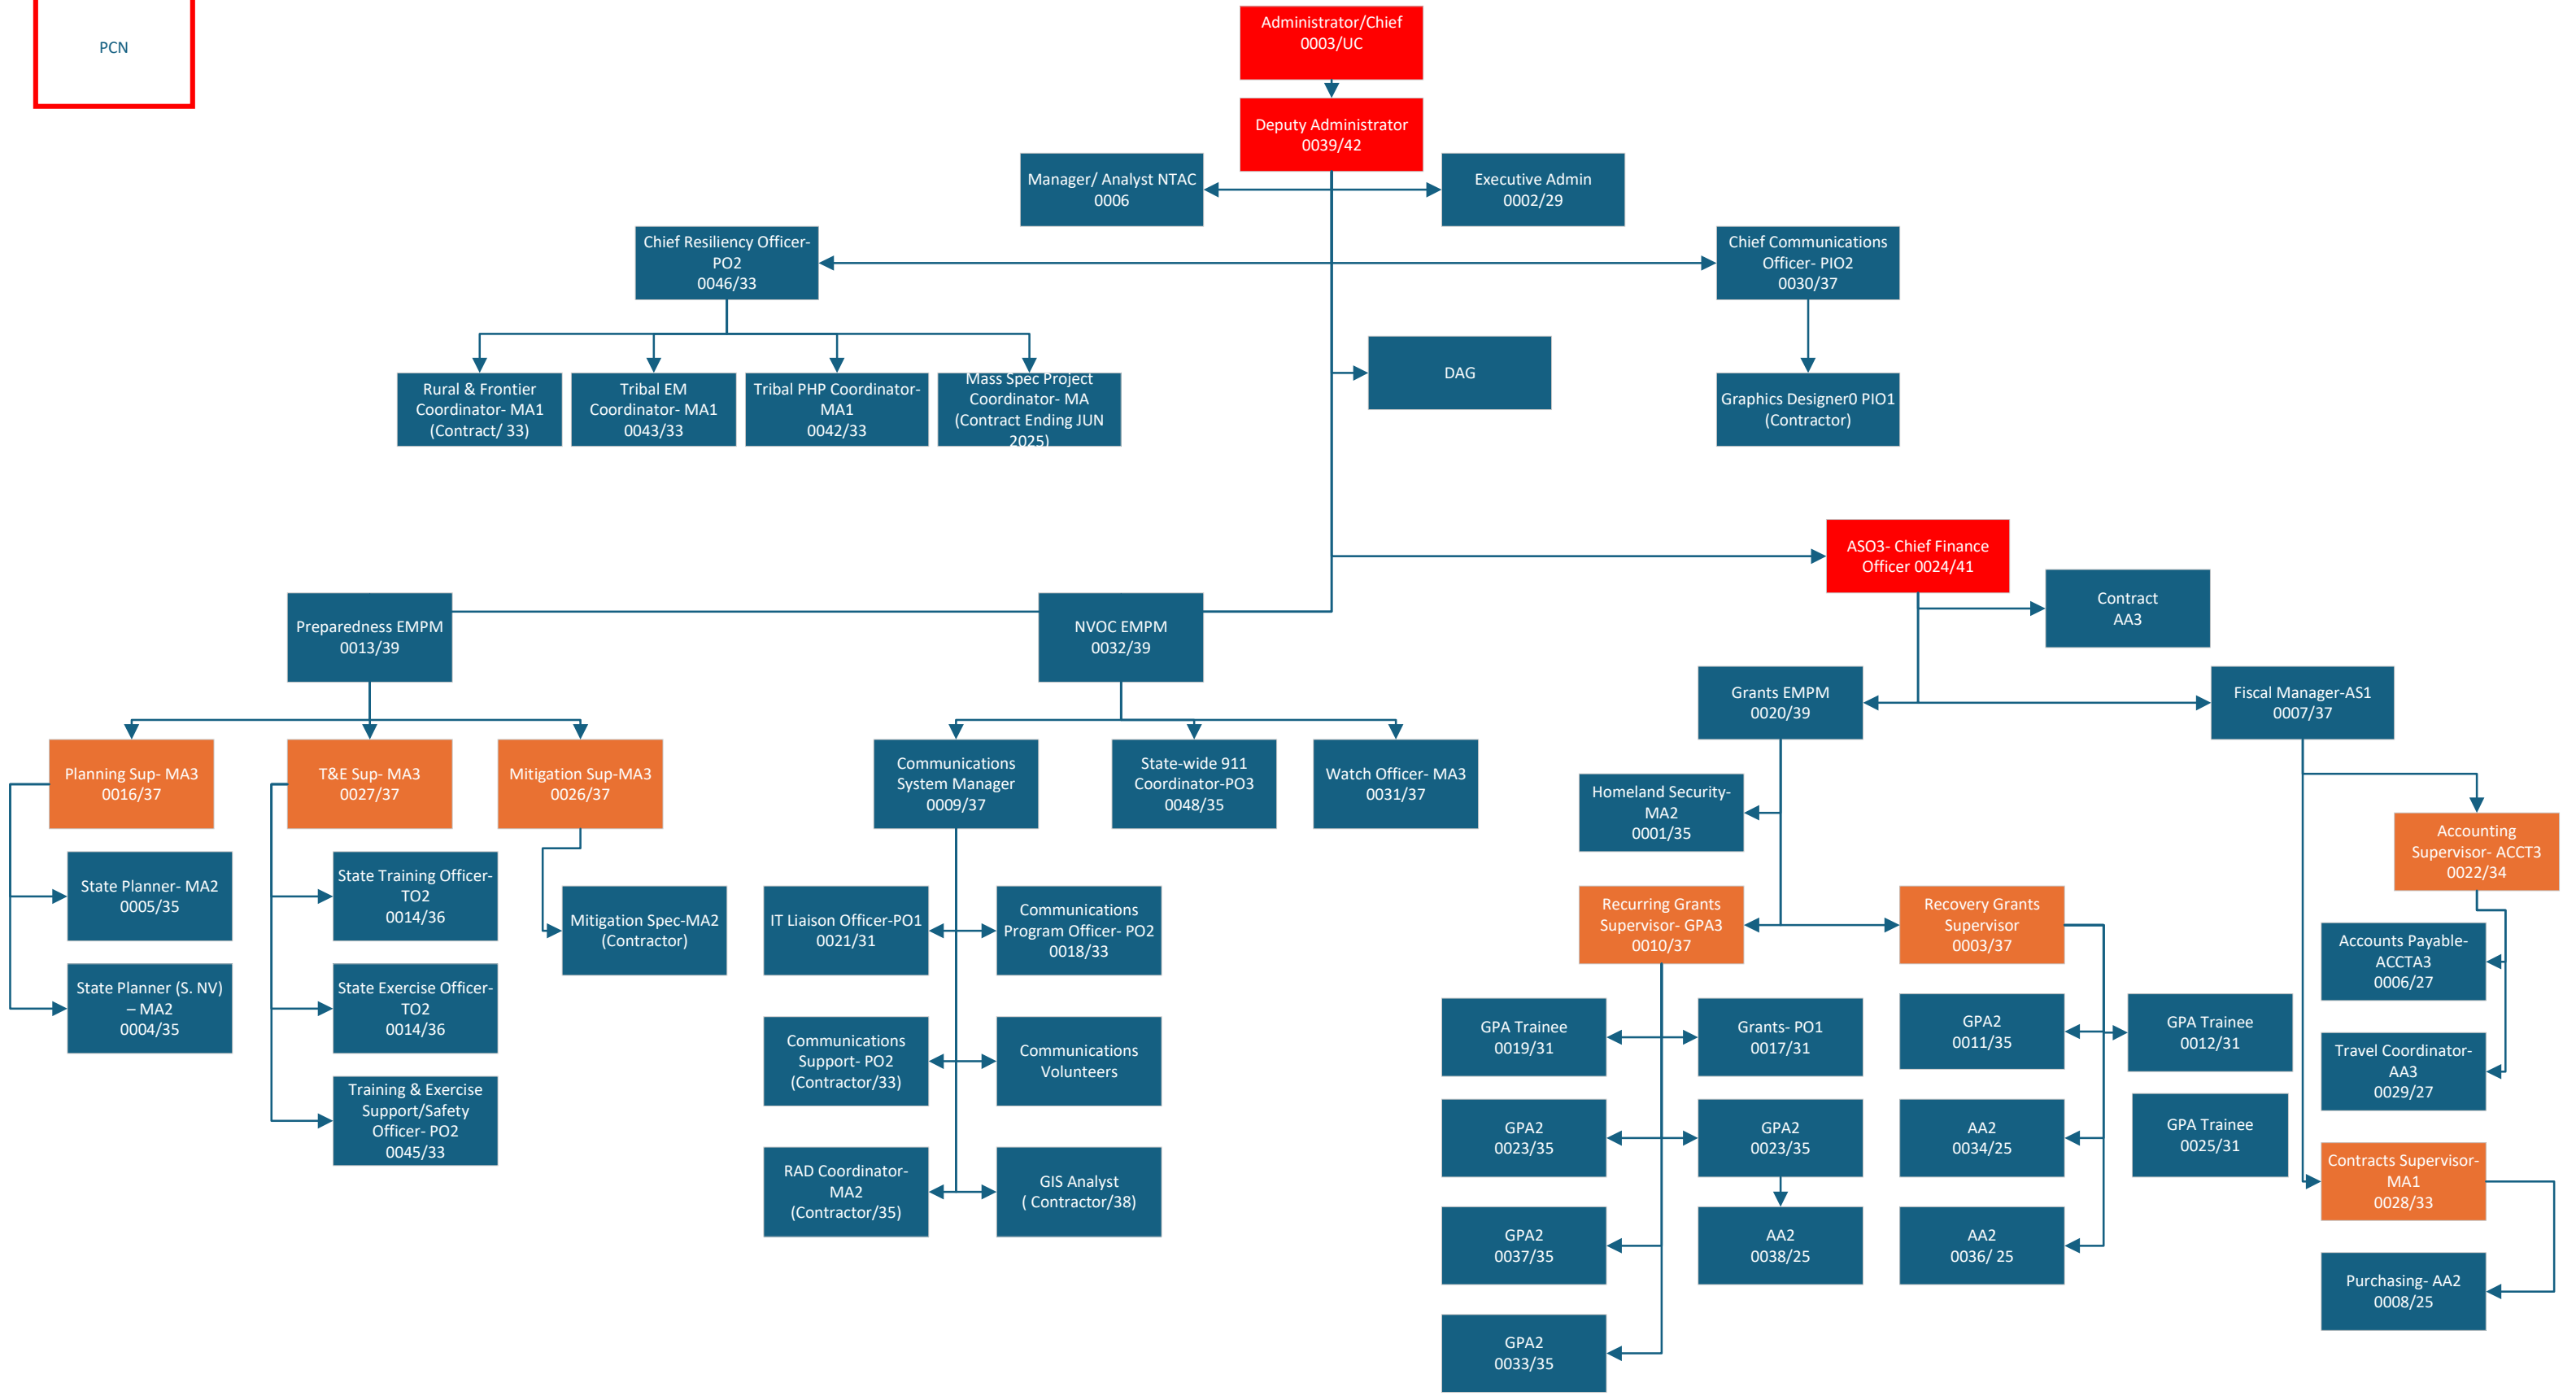 PCN
Administrator/Chief
0003/UC
Deputy Administrator
0039/42
Manager/ Analyst NTAC
0006
Executive Admin
0002/29
Chief Resiliency Officer-
PO2
0046/33
Chief Communications
Officer- PIO2
0030/37
Rural & Frontier
Coordinator- MA1
(Contract/ 33)
Tribal EM
Coordinator- MA1
0043/33
Tribal PHP Coordinator-
MA1
0042/33
Mass Spec Project
Coordinator- MA
(Contract Ending JUN
2025)
DAG
Graphics Designer0 PIO1
(Contractor)
ASO3- Chief Finance
Officer 0024/41
Contract
AA3
Preparedness EMPM
0013/39
NVOC EMPM
0032/39
Grants EMPM
0020/39
Fiscal Manager-AS1
0007/37
Planning Sup- MA3
0016/37
T&E Sup- MA3
0027/37
Mitigation Sup-MA3
0026/37
Communications
System Manager
0009/37
State-wide 911
Coordinator-PO3
0048/35
Watch Officer- MA3
0031/37
Homeland Security-
MA2
0001/35
Accounting
Supervisor- ACCT3
0022/34
State Planner- MA2
0005/35
State Training Officer-
TO2
0014/36
Mitigation Spec-MA2
(Contractor)
IT Liaison Officer-PO1
0021/31
Communications
Program Officer- PO2
0018/33
Recurring Grants
Supervisor- GPA3
0010/37
Recovery Grants
Supervisor
0003/37
Accounts Payable-
ACCTA3
0006/27
State Planner (S. NV)
– MA2
0004/35
State Exercise Officer-
TO2
0014/36
Communications
Support- PO2
(Contractor/33)
Communications
Volunteers
GPA Trainee
0019/31
Grants- PO1
0017/31
GPA2
0011/35
GPA Trainee
0012/31
Travel Coordinator-
AA3
0029/27
Training & Exercise
Support/Safety
Officer- PO2
0045/33
GPA2
0023/35
GPA2
0023/35
AA2
0034/25
GPA Trainee
0025/31
RAD Coordinator-
MA2
(Contractor/35)
GIS Analyst
( Contractor/38)
Contracts Supervisor-
MA1
0028/33
GPA2
0037/35
AA2
0038/25
AA2
0036/ 25
Purchasing- AA2
0008/25
GPA2
0033/35